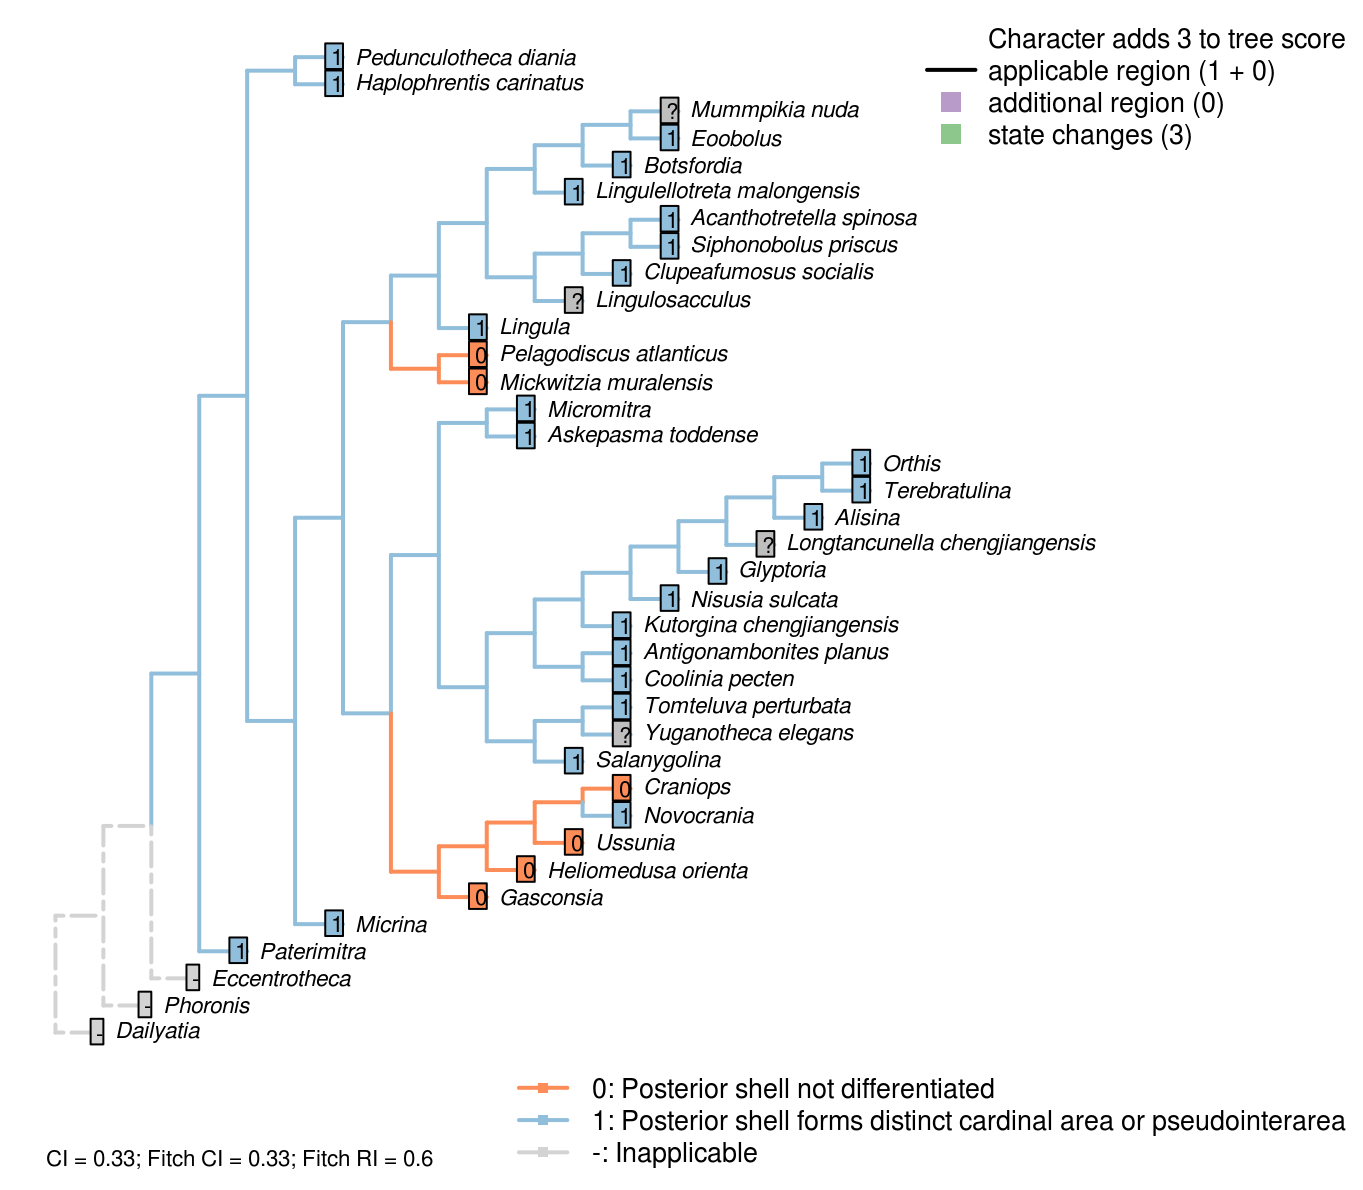 Character adds 3 to tree score
applicable region (1 + 0)
additional region (0)
state changes (3)
1 Pedunculotheca diania
1 Haplophrentis carinatus
? Mummpikia nuda
1 Eoobolus
1 Botsfordia
1 Lingulellotreta malongensis
1 Acanthotretella spinosa
1 Siphonobolus priscus
1 Clupeafumosus socialis
? Lingulosacculus
1 Lingula
0 Pelagodiscus atlanticus
0 Mickwitzia muralensis
1 Micromitra
1 Askepasma toddense
1 Orthis
1 Terebratulina
1 Alisina
? Longtancunella chengjiangensis
1 Glyptoria
1 Nisusia sulcata
1 Kutorgina chengjiangensis
1 Antigonambonites planus
1 Coolinia pecten
1 Tomteluva perturbata
? Yuganotheca elegans
1 Salanygolina
0 Craniops
1 Novocrania
0 Ussunia
0 Heliomedusa orienta
0 Gasconsia
1 Micrina
1 Paterimitra
- Eccentrotheca
- Phoronis
- Dailyatia
0: Posterior shell not differentiated
1: Posterior shell forms distinct cardinal area or pseudointerarea
-: Inapplicable
CI = 0.33; Fitch CI = 0.33; Fitch RI = 0.6